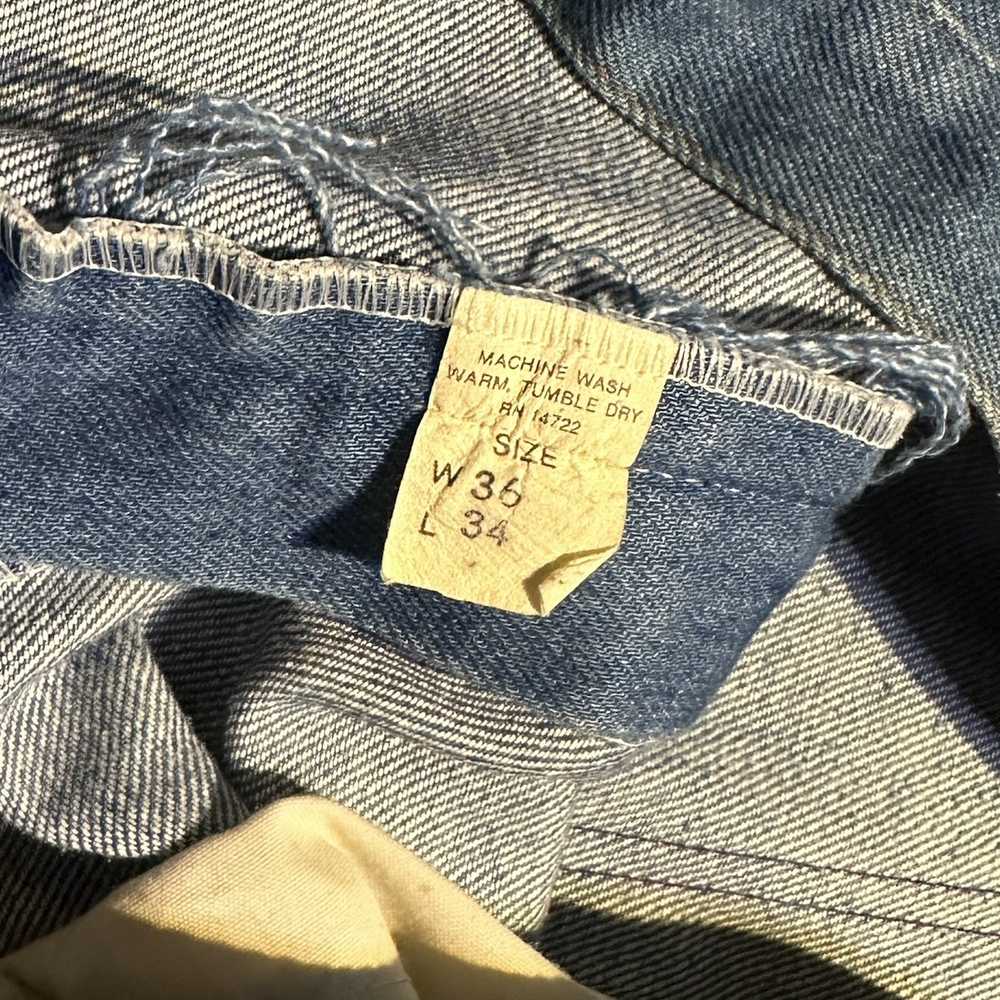 MACHINE WASH
WARM, TUMBLE DRY
RN 14722
SIZE
W 36
L 34